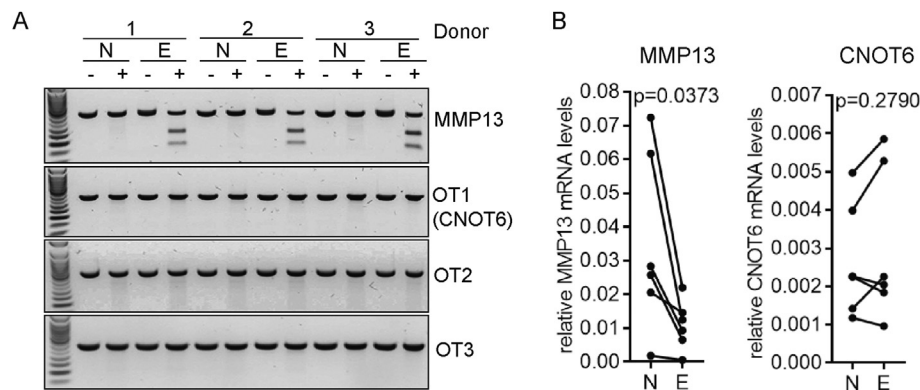 A
1 2 3 Donor
N E N E N E
- + - + - + - + - + - +
MMP13
OT1
(CNOT6)
OT2
OT3
B
MMP13
p=0.0373
relative MMP13 mRNA levels
0.08
0.07
0.06
0.05
0.04
0.03
0.02
0.01
0.00
N E
CNOT6
p=0.2790
relative CNOT6 mRNA levels
0.007
0.006
0.005
0.004
0.003
0.002
0.001
0.000
N E